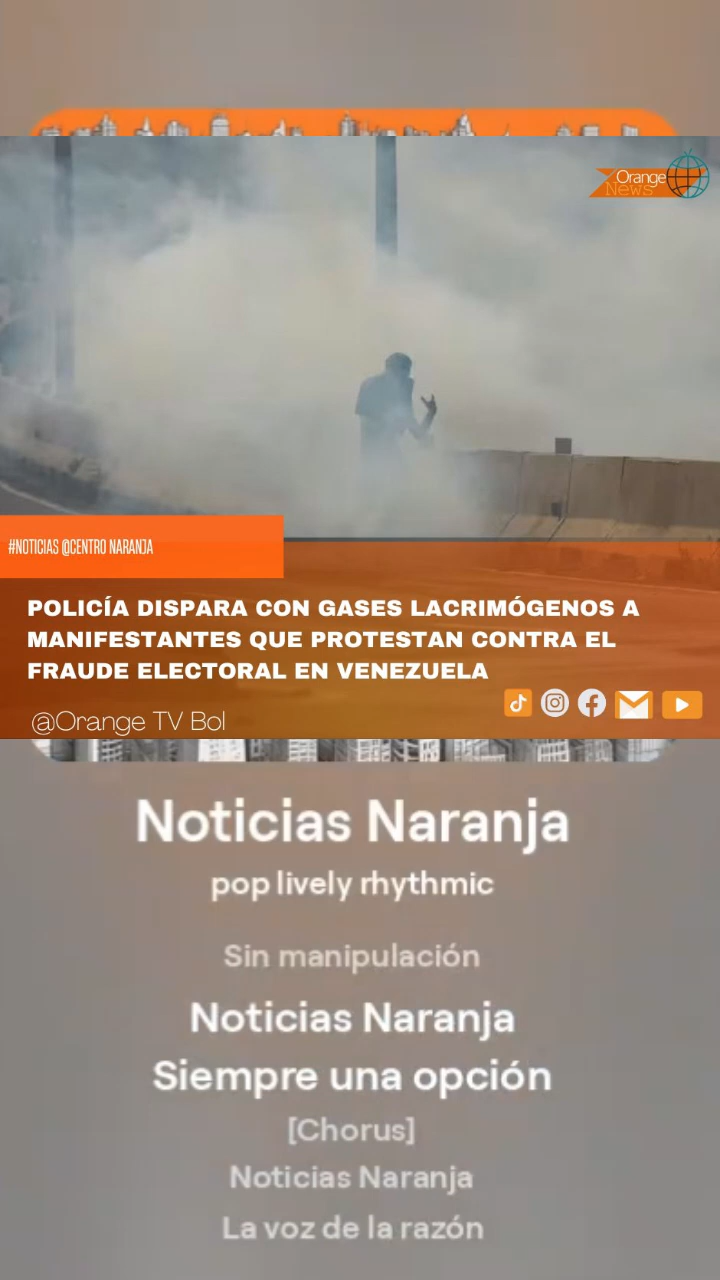 Orange
News
#NOTICIAS @CENTRO NARANJA
POLICÍA DISPARA CON GASES LACRIMÓGENOS A
MANIFESTANTES QUE PROTESTAN CONTRA EL
FRAUDE ELECTORAL EN VENEZUELA
@Orange TV Bol
Noticias Naranja
pop lively rhythmic
Sin manipulación
Noticias Naranja
Siempre una opción
[Chorus]
Noticias Naranja
La voz de la razón